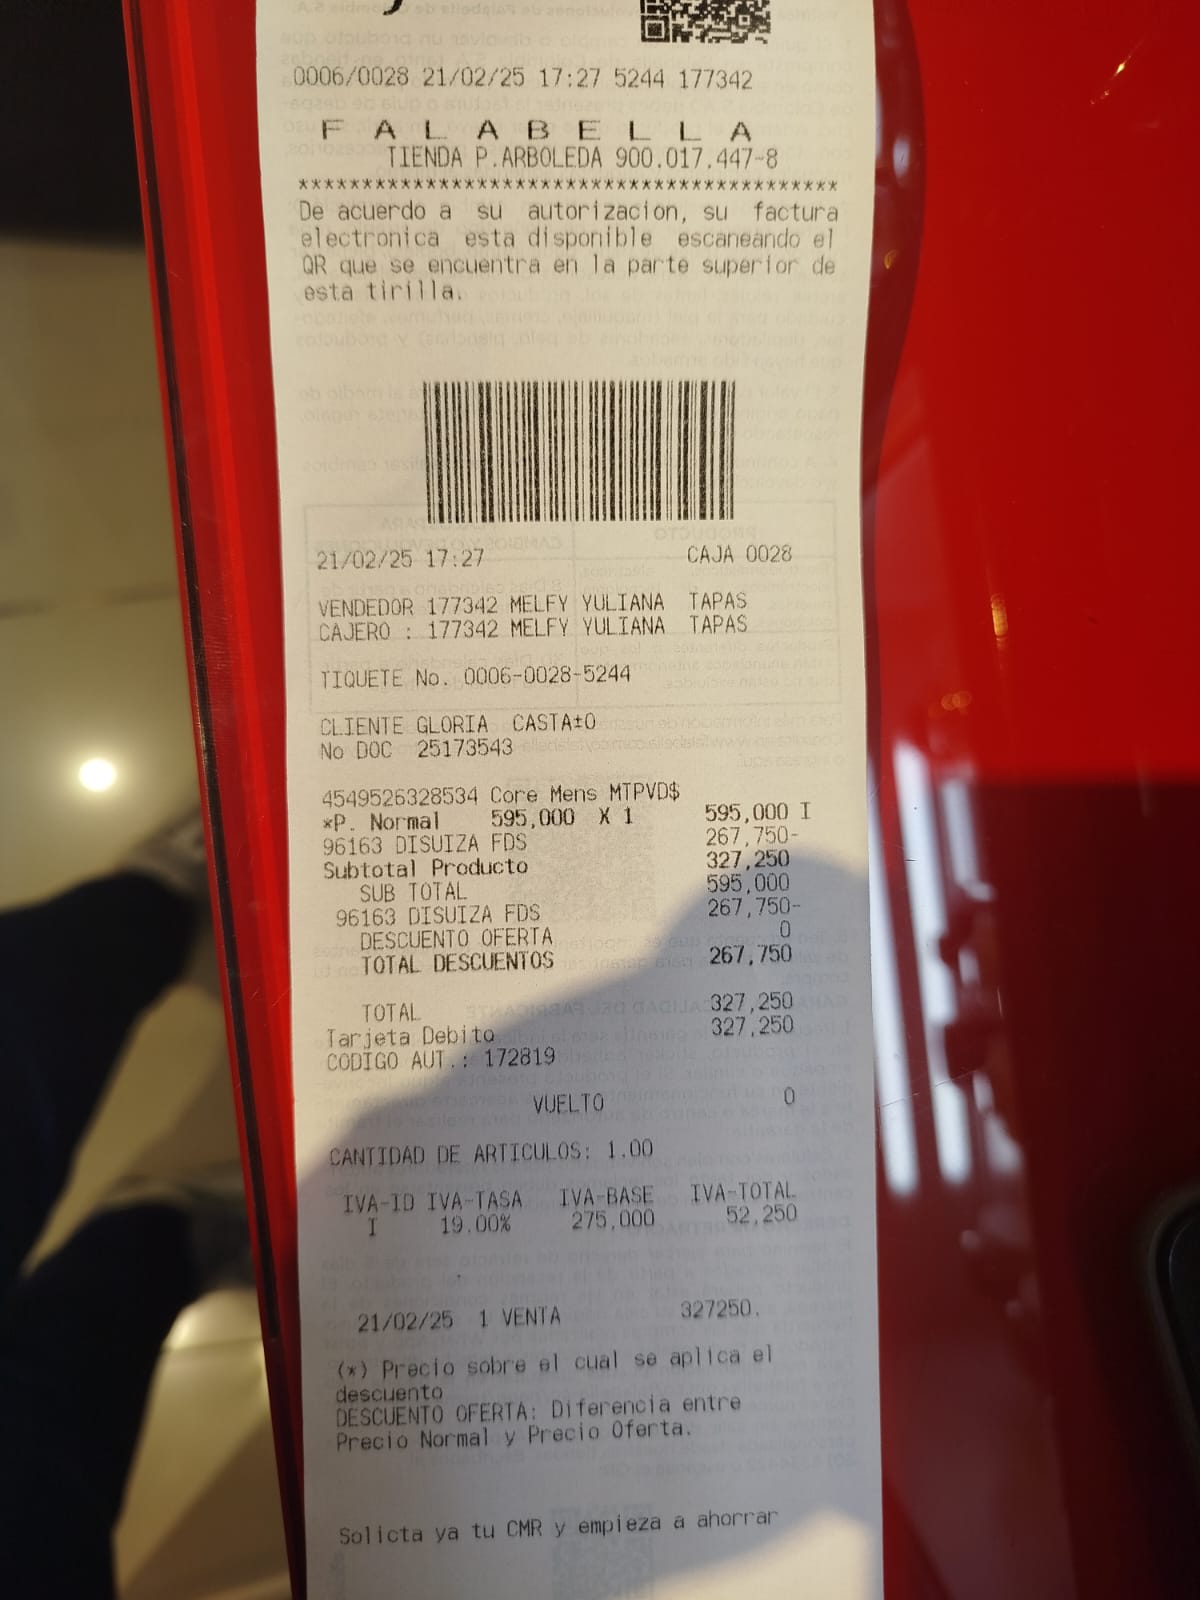 0006/0028 21/02/25 17:27 5244 177342
F A L A B E L L A
TIENDA P.ARBOLEDA 900.017.447-8
*******************************************
De acuerdo a su autorizacion, su factura
electronica esta disponible escaneando el
QR que se encuentra en la parte superior de
esta tirilla.
21/02/25 17:27 CAJA 0028
VENDEDOR 177342 MELFY YULIANA TAPAS
CAJERO : 177342 MELFY YULIANA TAPAS
TIQUETE No. 0006-0028-5244
CLIENTE GLORIA CASTA±O
No DOC 25173543
4549526328534 Core Mens MTPVD$
*P. Normal 595,000 X 1 595,000 I
96163 DISUIZA FDS 267,750-
Subtotal Producto 327,250
SUB TOTAL 595,000
96163 DISUIZA FDS 267,750-
DESCUENTO OFERTA 0
TOTAL DESCUENTOS 267,750
TOTAL 327,250
Tarjeta Debito 327,250
CODIGO AUT.: 172819
VUELTO 0
CANTIDAD DE ARTICULOS: 1.00
IVA-ID IVA-TASA IVA-BASE IVA-TOTAL
I 19.00% 275,000 52,250
21/02/25 1 VENTA 327250.
(*) Precio sobre el cual se aplica el
descuento
DESCUENTO OFERTA: Diferencia entre
Precio Normal y Precio Oferta.
Solicta ya tu CMR y empieza a ahorrar